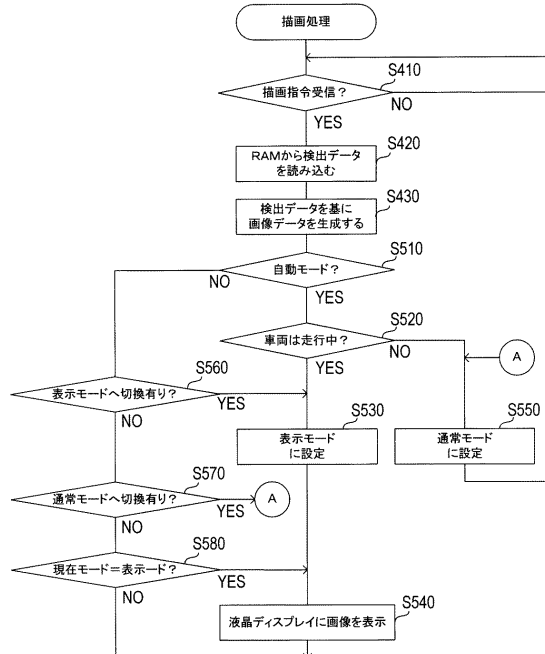 描画処理
S410
描画指令受信？
NO
YES
S420
RAMから検出データ
を読み込む
S430
検出データを基に
画像データを生成する
S510
自動モード？
NO
YES
S520
車両は走行中？
NO
YES
A
S560
表示モードへ切換有り？
YES
NO
S530
表示モード
に設定
S550
通常モード
に設定
S570
通常モードへ切換有り？
YES
A
NO
S580
現在モード＝表示ード？
YES
NO
S540
液晶ディスプレイに画像を表示